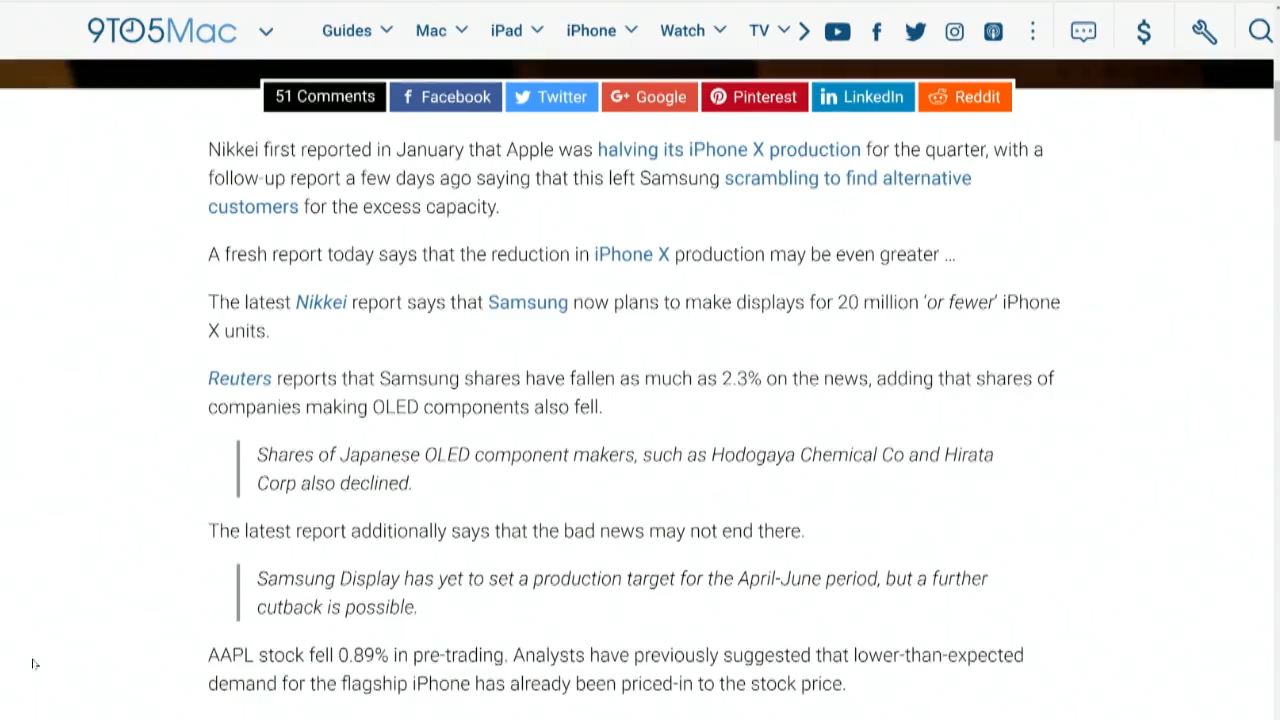 9TO5Mac Guides Mac iPad iPhone Watch TV
51 Comments Facebook Twitter G+ Google Pinterest in LinkedIn Reddit
Nikkei first reported in January that Apple was halving its iPhone X production for the quarter, with a
follow-up report a few days ago saying that this left Samsung scrambling to find alternative
customers for the excess capacity.
A fresh report today says that the reduction in iPhone X production may be even greater ...
The latest Nikkei report says that Samsung now plans to make displays for 20 million 'or fewer' iPhone
X units.
Reuters reports that Samsung shares have fallen as much as 2.3% on the news, adding that shares of
companies making OLED components also fell.
Shares of Japanese OLED component makers, such as Hodogaya Chemical Co and Hirata
Corp also declined.
The latest report additionally says that the bad news may not end there.
Samsung Display has yet to set a production target for the April-June period, but a further
cutback is possible.
AAPL stock fell 0.89% in pre-trading. Analysts have previously suggested that lower-than-expected
demand for the flagship iPhone has already been priced-in to the stock price.